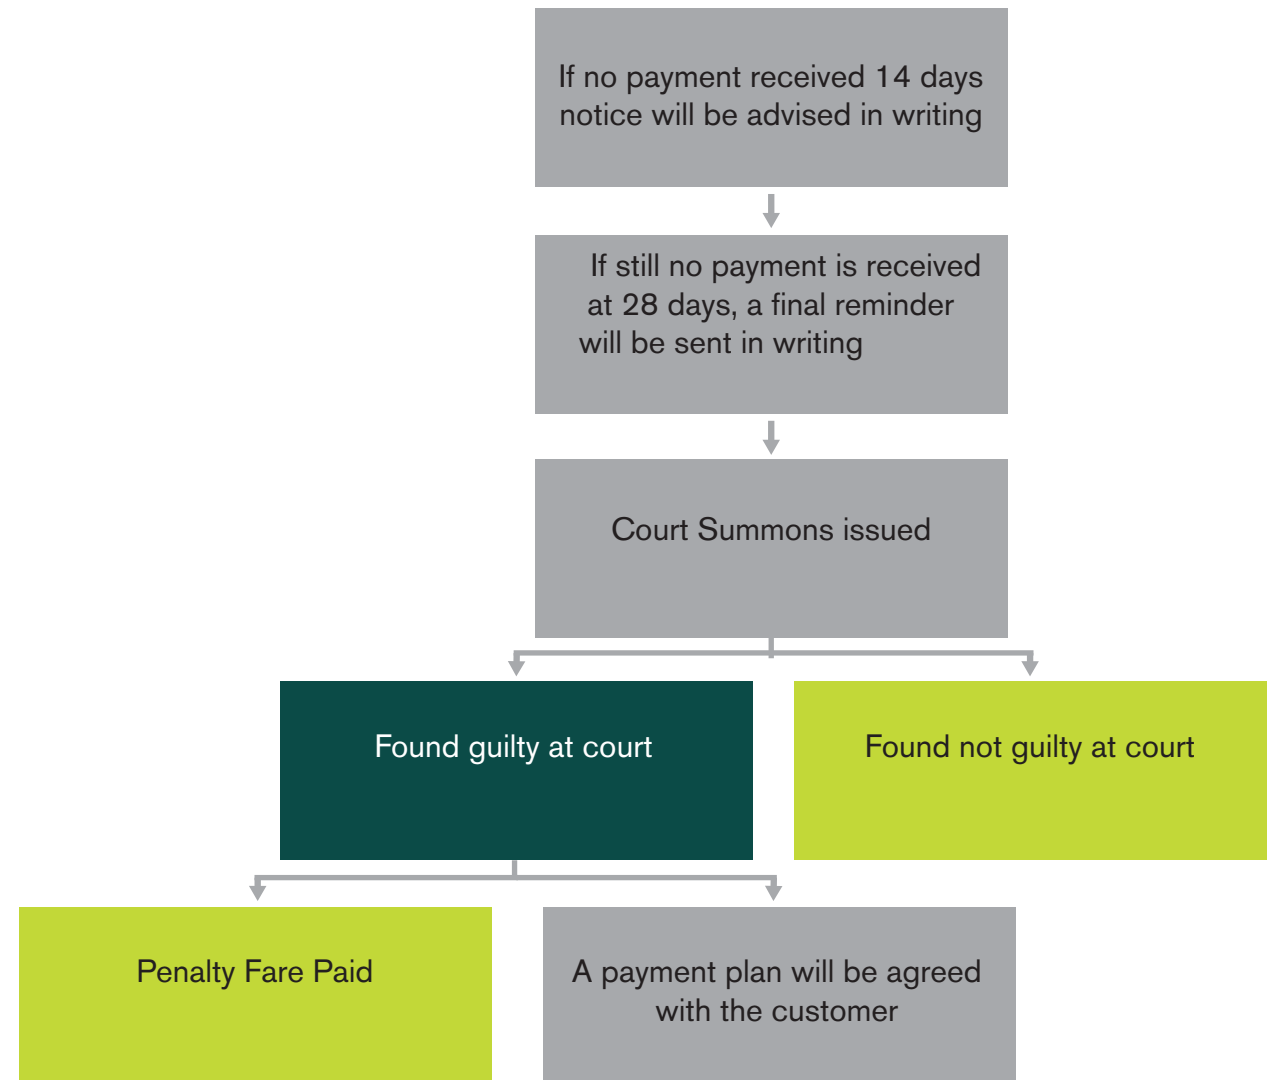 If no payment received 14 days
notice will be advised in writing
If still no payment is received
at 28 days, a final reminder
will be sent in writing
Court Summons issued
Found guilty at court
Found not guilty at court
Penalty Fare Paid
A payment plan will be agreed
with the customer